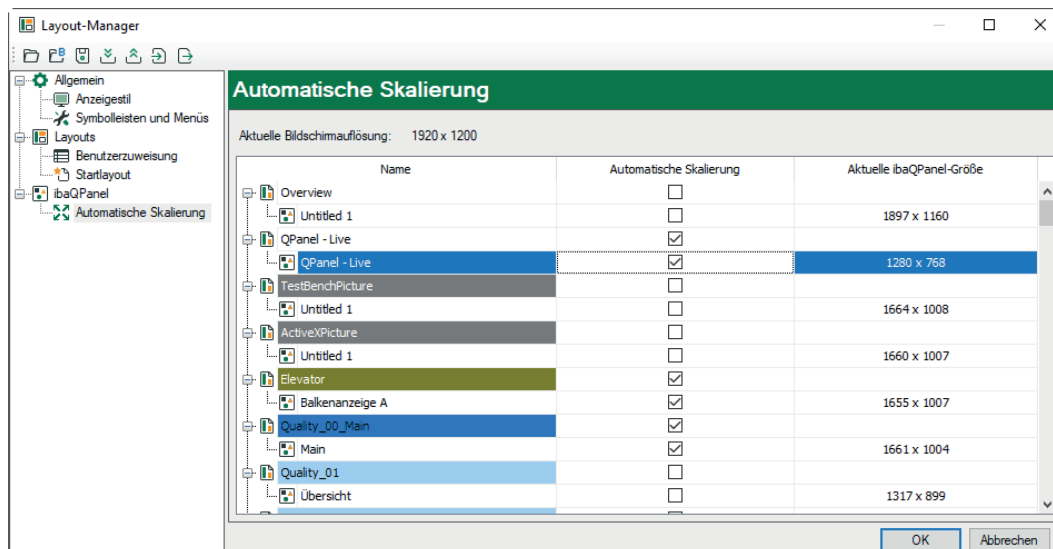 Layout-Manager
Allgemein
Anzeigestil
Symbolleisten und Menüs
Layouts
Benutzerzuweisung
Startlayout
ibaQPanel
Automatische Skalierung
Automatische Skalierung
Aktuelle Bildschimauflösung: 1920 x 1200
Name Automatische Skalierung Aktuelle ibaQPanel-Größe
Overview
Untitled 1 1897 x 1160
QPanel - Live
QPanel - Live 1280 x 768
TestBenchPicture
Untitled 1 1664 x 1008
ActiveXPicture
Untitled 1 1660 x 1007
Elevator
Balkenanzeige A 1655 x 1007
Quality_00_Main
Main 1661 x 1004
Quality_01
Übersicht 1317 x 899
OK Abbrechen